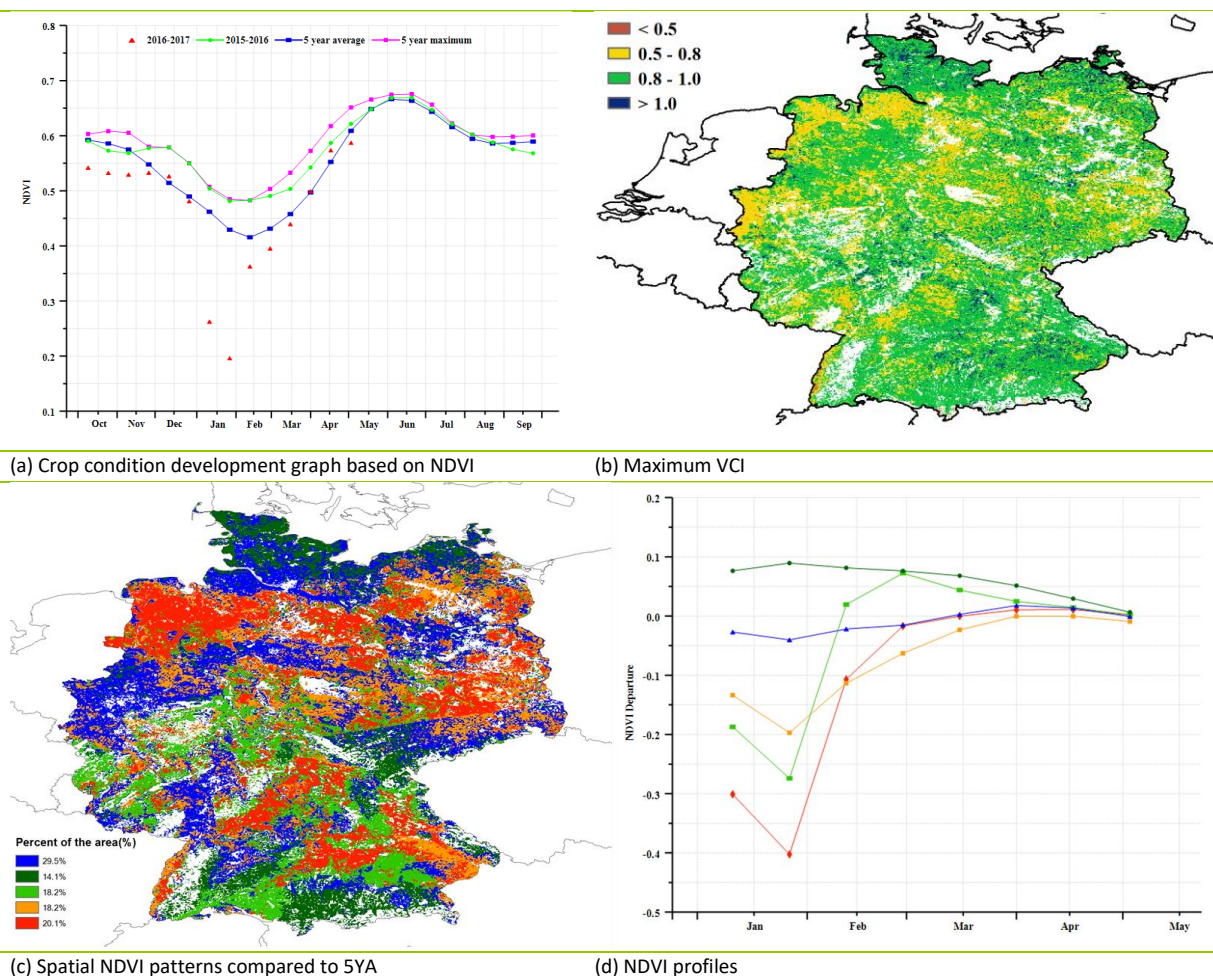 0.8
2016-2017 2015-2016 5 year average 5 year maximum
0.7
0.6
0.5
NDVI
0.4
0.3
0.2
0.1
Oct Nov Dec Jan Feb Mar Apr May Jun Jul Aug Sep
< 0.5
0.5 - 0.8
0.8 - 1.0
> 1.0
(a) Crop condition development graph based on NDVI
(b) Maximum VCI
Percent of the area(%)
29.5%
14.1%
18.2%
18.2%
20.1%
0.2
0.1
0.0
-0.1
NDVI Departure
-0.2
-0.3
-0.4
-0.5
Jan Feb Mar Apr May
(c) Spatial NDVI patterns compared to 5YA
(d) NDVI profiles